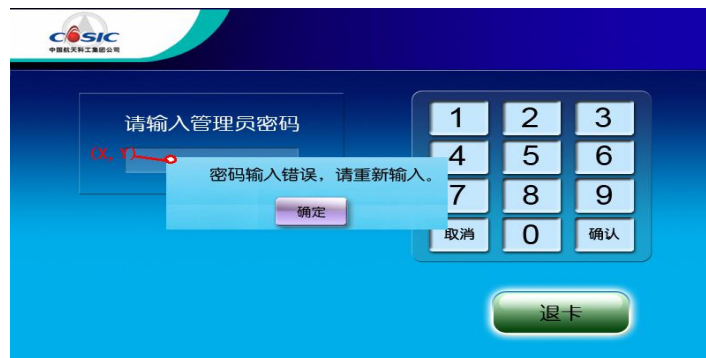 CASIC
中国航天科工集团公司
请输入管理员密码
(X, Y)
密码输入错误，请重新输入。
确定
1 2 3
4 5 6
7 8 9
取消 0 确认
退卡